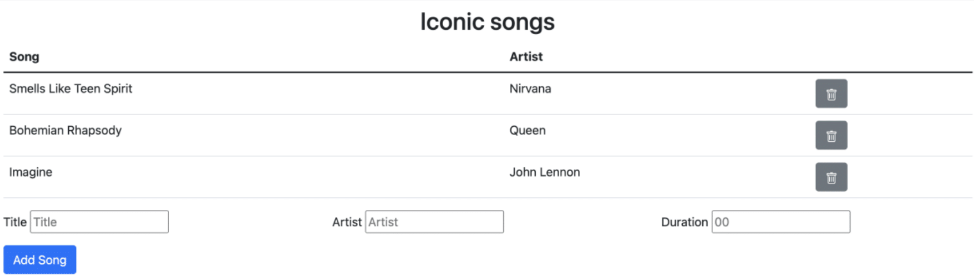 Iconic songs
Song Artist
Smells Like Teen Spirit Nirvana
Bohemian Rhapsody Queen
Imagine John Lennon
Title Title Artist Artist Duration 00
Add Song